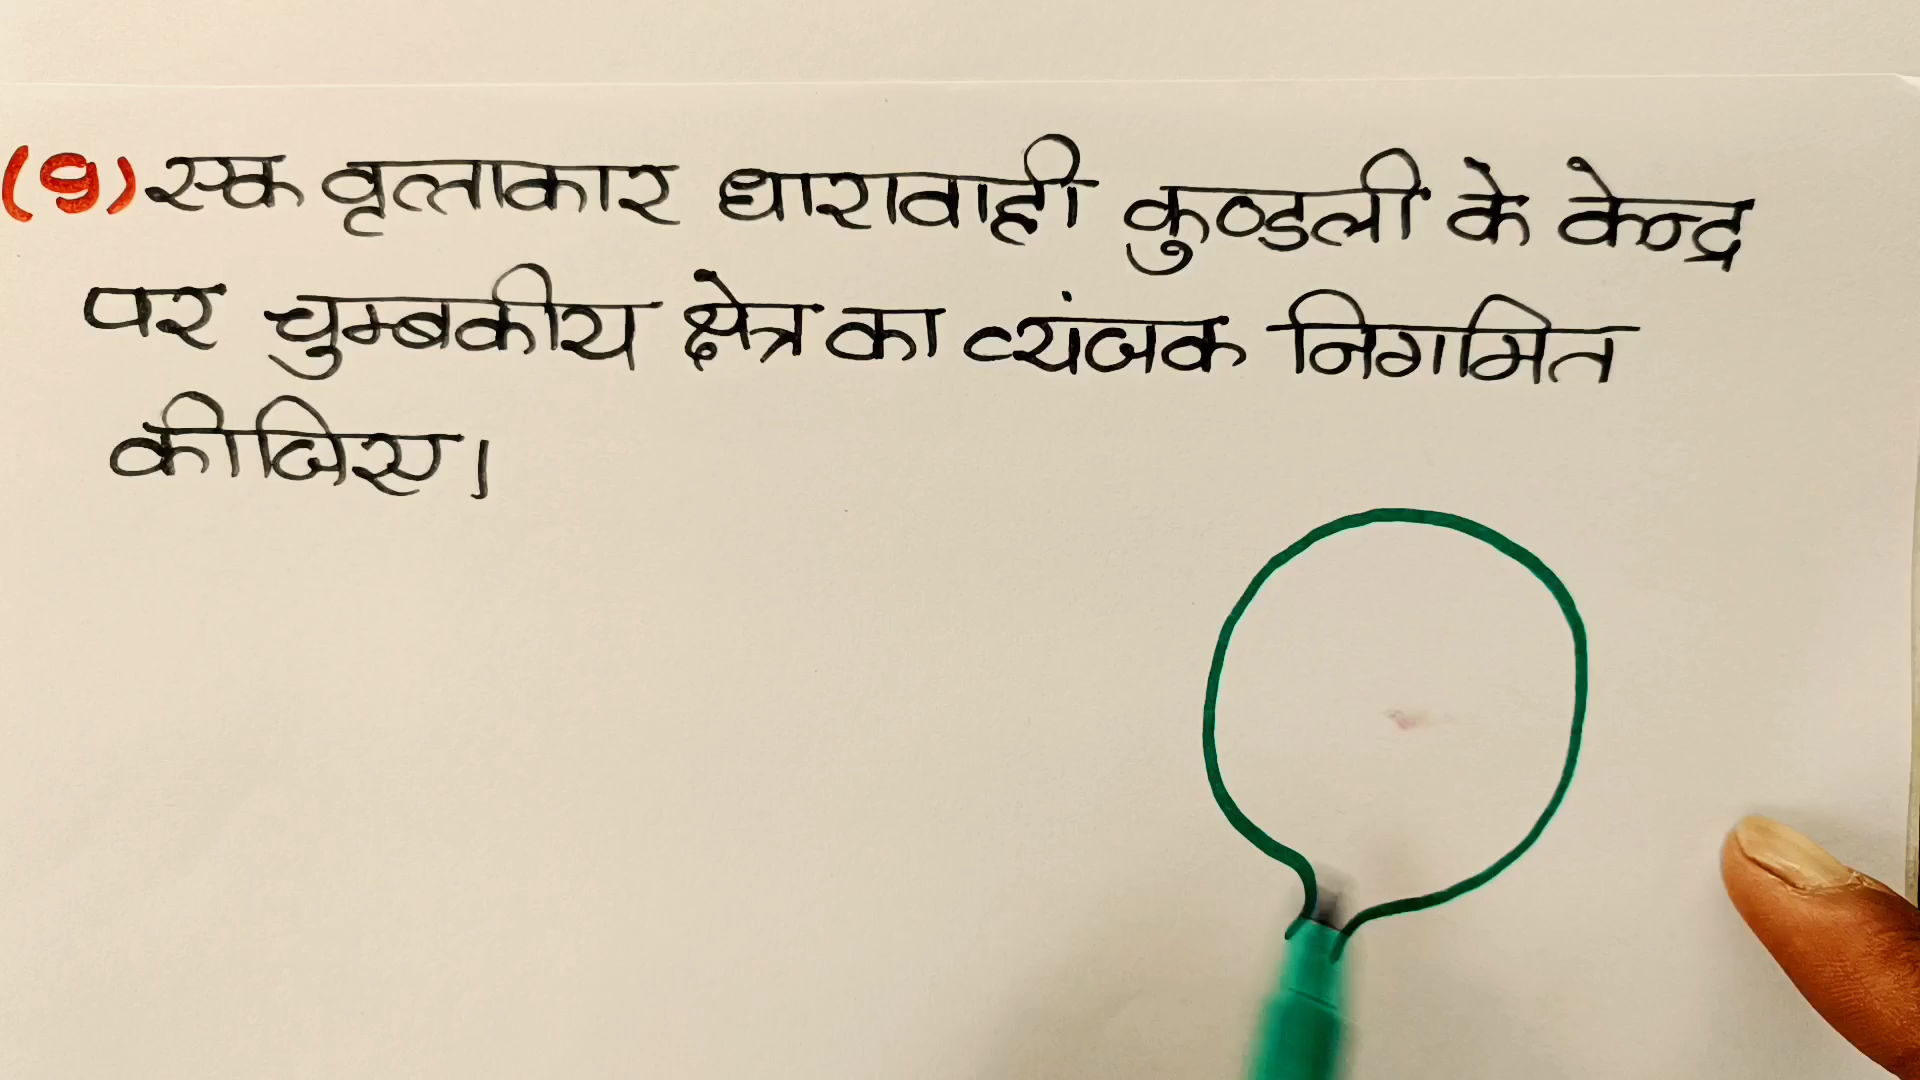 (9) एक वृत्ताकार धारावाही कुण्डली के केन्द्र
पर चुम्बकीय क्षेत्र का व्यंजक निगमित
कीजिए।